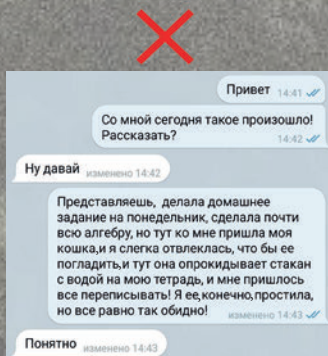 Привет 14:41
Со мной сегодня такое произошло!
Рассказать?
14:42
Ну давай изменено 14:42
Представляешь, делала домашнее
задание на понедельник, сделала почти
всю алгебру, но тут ко мне пришла моя
кошка,и я слегка отвлеклась, что бы ее
погладить,и тут она опрокидывает стакан
с водой на мою тетрадь, и мне пришлось
все переписывать! Я ее,конечно,простила,
но все равно так обидно! изменено 14:43
Понятно изменено 14:43